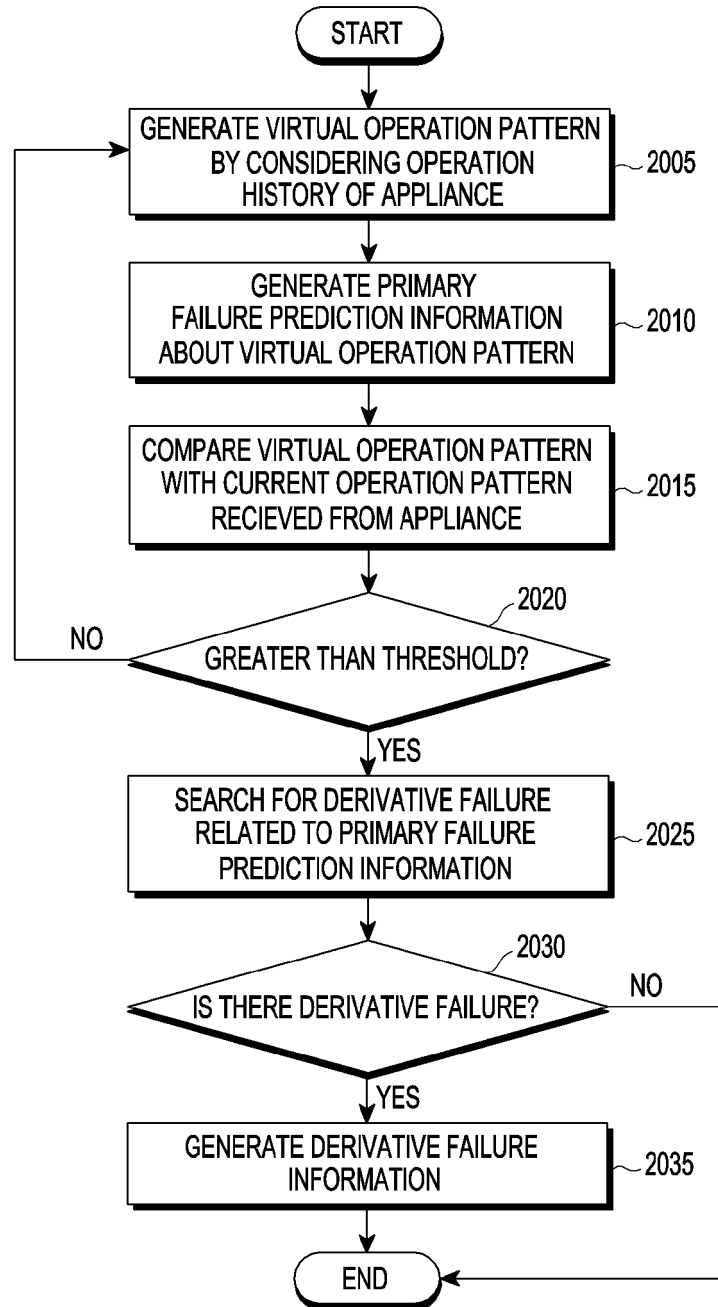 START
GENERATE VIRTUAL OPERATION PATTERN
BY CONSIDERING OPERATION
HISTORY OF APPLIANCE
2005
GENERATE PRIMARY
FAILURE PREDICTION INFORMATION
ABOUT VIRTUAL OPERATION PATTERN
2010
COMPARE VIRTUAL OPERATION PATTERN
WITH CURRENT OPERATION PATTERN
RECIEVED FROM APPLIANCE
2015
2020
NO
GREATER THAN THRESHOLD?
YES
SEARCH FOR DERIVATIVE FAILURE
RELATED TO PRIMARY FAILURE
PREDICTION INFORMATION
2025
2030
IS THERE DERIVATIVE FAILURE?
NO
YES
GENERATE DERIVATIVE FAILURE
INFORMATION
2035
END